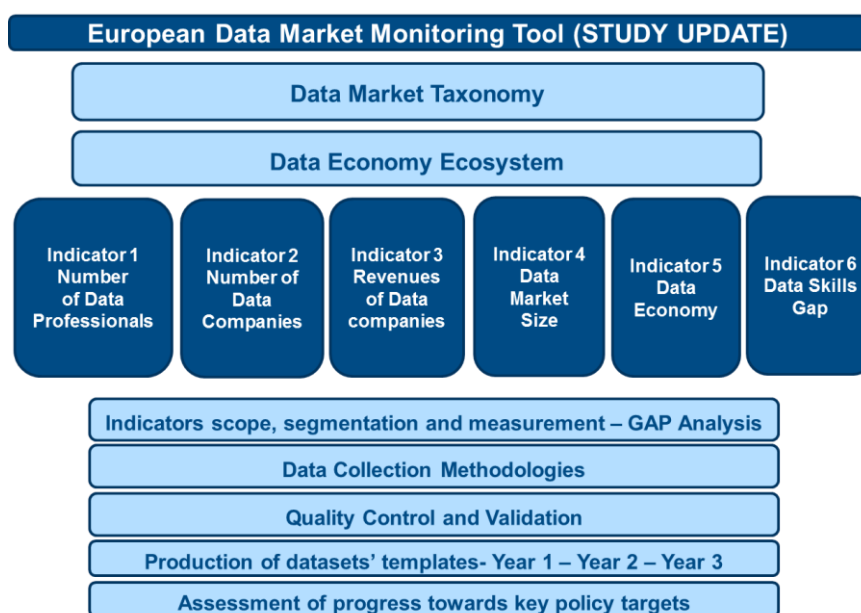 European Data Market Monitoring Tool (STUDY UPDATE)
Data Market Taxonomy
Data Economy Ecosystem
Indicator 1
Number
of Data
Professionals
Indicator 2
Number of
Data
Companies
Indicator 3
Revenues
of Data
companies
Indicator 4
Data
Market
Size
Indicator 5
Data
Economy
Indicator 6
Data Skills
Gap
Indicators scope, segmentation and measurement – GAP Analysis
Data Collection Methodologies
Quality Control and Validation
Production of datasets’ templates- Year 1 – Year 2 – Year 3
Assessment of progress towards key policy targets